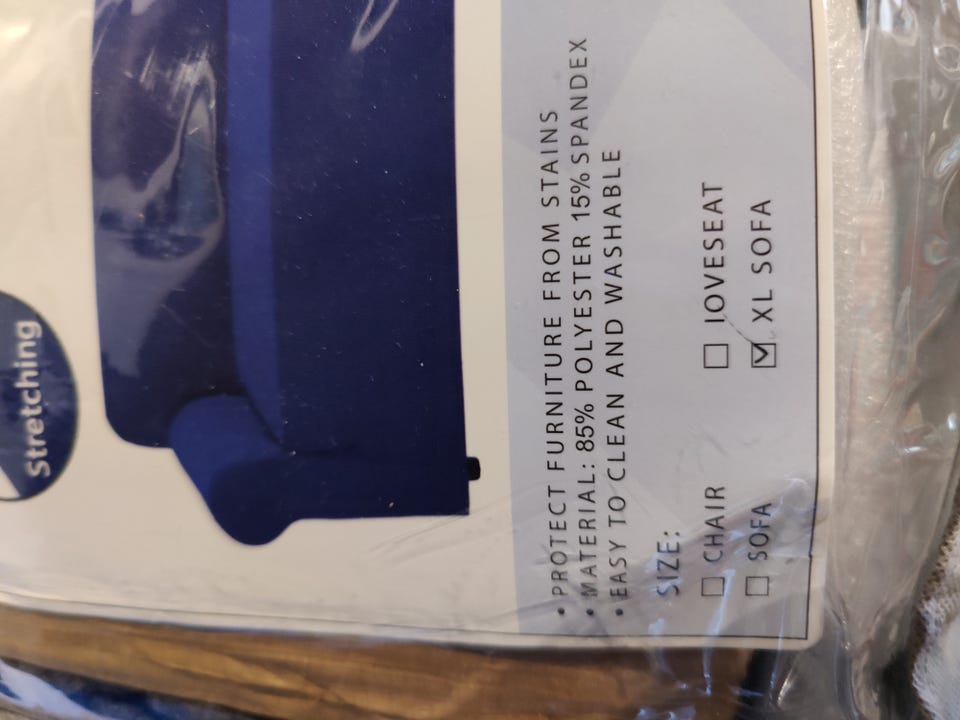 Stretching
• PROTECT FURNITURE FROM STAINS
• MATERIAL: 85% POLYESTER 15% SPANDEX
• EASY TO CLEAN AND WASHABLE
SIZE:
☐ CHAIR ☐ lOVESEAT
☐ SOFA ☑ XL SOFA